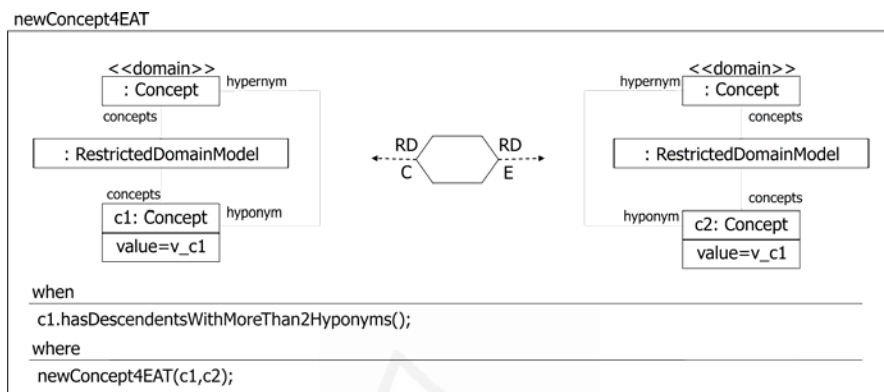 newConcept4EAT
<<domain>>
: Concept
hypernym
concepts
: RestrictedDomainModel
concepts
c1: Concept
hyponym
value=v_c1
RD
RD
C
E
<<domain>>
hypernym
: Concept
concepts
: RestrictedDomainModel
concepts
hyponym
c2: Concept
value=v_c1
when
c1.hasDescendentsWithMoreThan2Hyponyms();
where
newConcept4EAT(c1,c2);